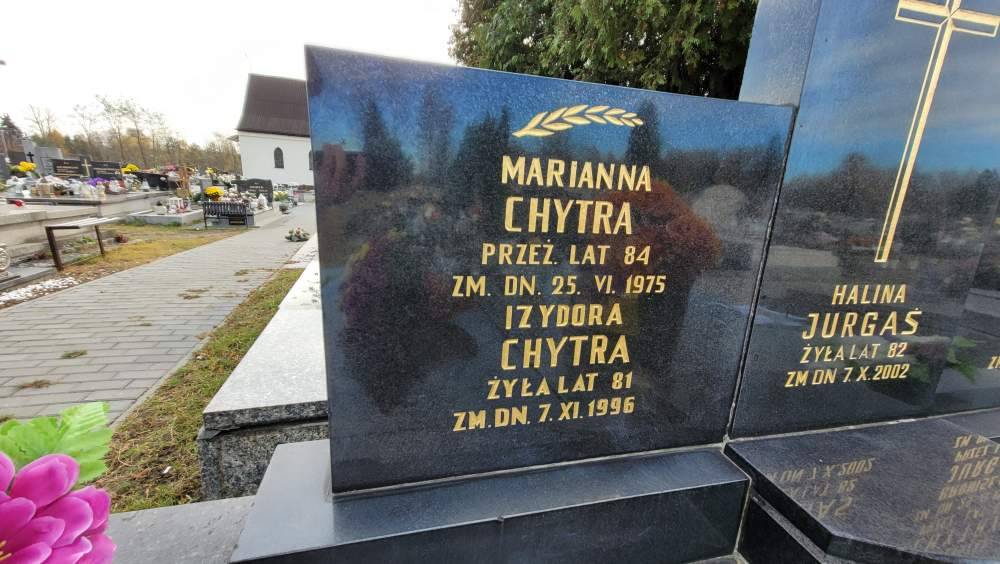 MARIANNA
CHYTRA
PRZEŻ. LAT 84
ZM. DN. 25. VI. 1975
IZYDORA
CHYTRA
ŻYŁA LAT 81
ZM. DN. 7. XI. 1996
HALINA
JURGAŚ
ŻYŁA LAT 82
ZM DN 7. X. 2002